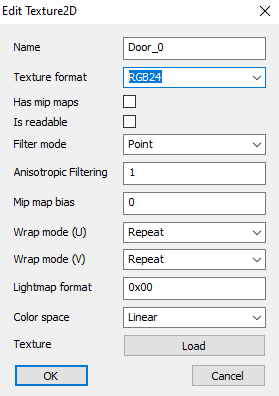 Edit Texture2D
Name Door_0
Texture format RGB24
Has mip maps
Is readable
Filter mode Point
Anisotropic Filtering 1
Mip map bias 0
Wrap mode (U) Repeat
Wrap mode (V) Repeat
Lightmap format 0x00
Color space Linear
Texture Load
OK Cancel